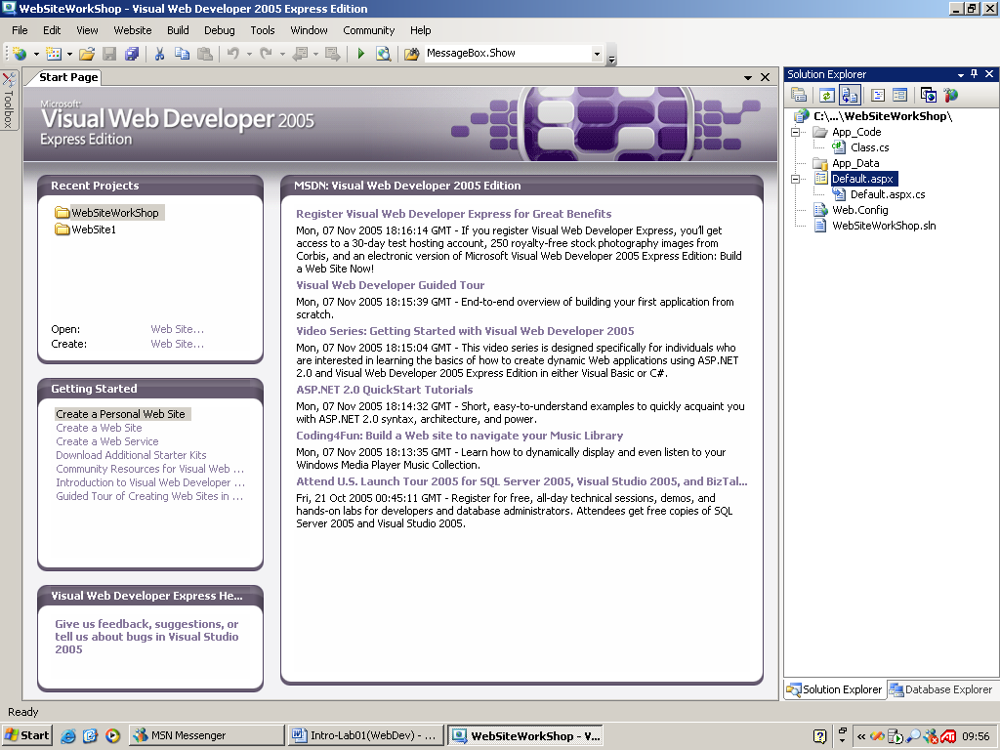 WebSiteWorkShop - Visual Web Developer 2005 Express Edition
File Edit View Website Build Debug Tools Window Community Help
MessageBox.Show
Toolbox
Start Page
Microsoft
Visual Web Developer 2005
Express Edition
Recent Projects
WebSiteWorkShop
WebSite1
Open: Web Site...
Create: Web Site...
Getting Started
Create a Personal Web Site
Create a Web Site
Create a Web Service
Download Additional Starter Kits
Community Resources for Visual Web ...
Introduction to Visual Web Developer ...
Guided Tour of Creating Web Sites in ...
Visual Web Developer Express He...
Give us feedback, suggestions, or
tell us about bugs in Visual Studio
2005
MSDN: Visual Web Developer 2005 Edition
Register Visual Web Developer Express for Great Benefits
Mon, 07 Nov 2005 18:16:14 GMT - If you register Visual Web Developer Express, you'll get
access to a 30-day test hosting account, 250 royalty-free stock photography images from
Corbis, and an electronic version of Microsoft Visual Web Developer 2005 Express Edition: Build
a Web Site Now!
Visual Web Developer Guided Tour
Mon, 07 Nov 2005 18:15:39 GMT - End-to-end overview of building your first application from
scratch.
Video Series: Getting Started with Visual Web Developer 2005
Mon, 07 Nov 2005 18:15:04 GMT - This video series is designed specifically for individuals who
are interested in learning the basics of how to create dynamic Web applications using ASP.NET
2.0 and Visual Web Developer 2005 Express Edition in either Visual Basic or C#.
ASP.NET 2.0 QuickStart Tutorials
Mon, 07 Nov 2005 18:14:32 GMT - Short, easy-to-understand examples to quickly acquaint you
with ASP.NET 2.0 syntax, architecture, and power.
Coding4Fun: Build a Web site to navigate your Music Library
Mon, 07 Nov 2005 18:13:35 GMT - Learn how to dynamically display and even listen to your
Windows Media Player Music Collection.
Attend U.S. Launch Tour 2005 for SQL Server 2005, Visual Studio 2005, and BizTal...
Fri, 21 Oct 2005 00:45:11 GMT - Register for free, all-day technical sessions, demos, and
hands-on labs for developers and database administrators. Attendees get free copies of SQL
Server 2005 and Visual Studio 2005.
Solution Explorer
C:\...\WebSiteWorkShop\
App_Code
Class.cs
App_Data
Default.aspx
Default.aspx.cs
Web.Config
WebSiteWorkShop.sln
Solution Explorer Database Explorer
Ready
Start MSN Messenger Intro-Lab01(WebDev) - ... WebSiteWorkShop - V... 09:56